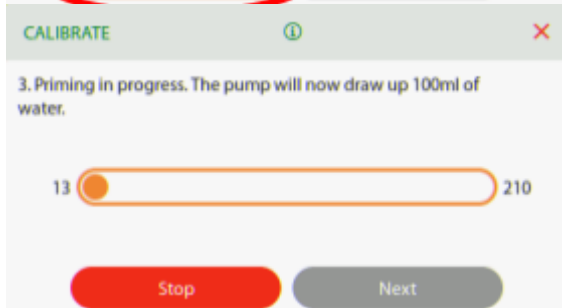 CALIBRATE
3. Priming in progress. The pump will now draw up 100ml of
water.
13 210
Stop Next